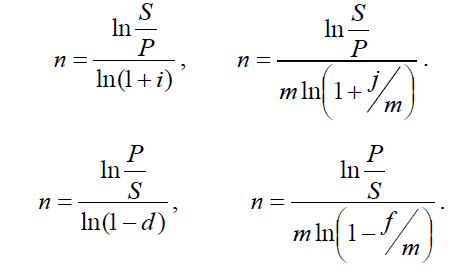 n = ln S/P / ln(1+i), n = ln S/P / m ln(1+j/m).
n = ln P/S / ln(1−d), n = ln P/S / m ln(1−f/m).